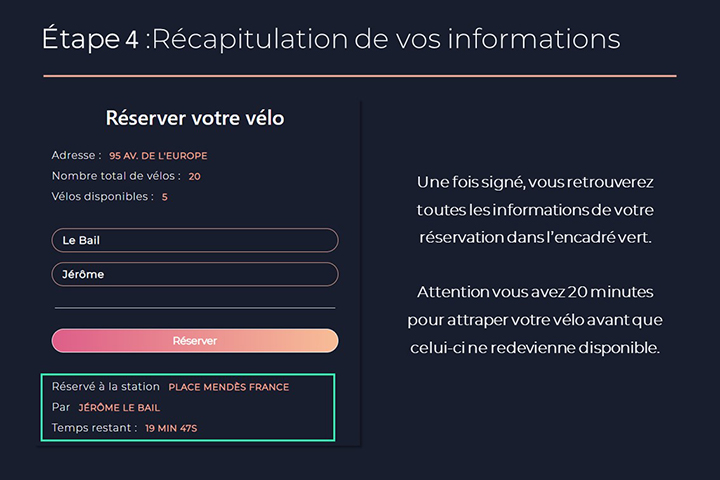 Étape 4 :Récapitulation de vos informations
Réserver votre vélo
Adresse : 95 AV. DE L'EUROPE
Nombre total de vélos : 20
Vélos disponibles : 5
Le Bail
Jérôme
Réserver
Réservé à la station PLACE MENDÈS FRANCE
Par JÉRÔME LE BAIL
Temps restant : 19 MIN 47S
Une fois signé, vous retrouverez
toutes les informations de votre
réservation dans l'encadré vert.
Attention vous avez 20 minutes
pour attraper votre vélo avant que
celui-ci ne redevienne disponible.